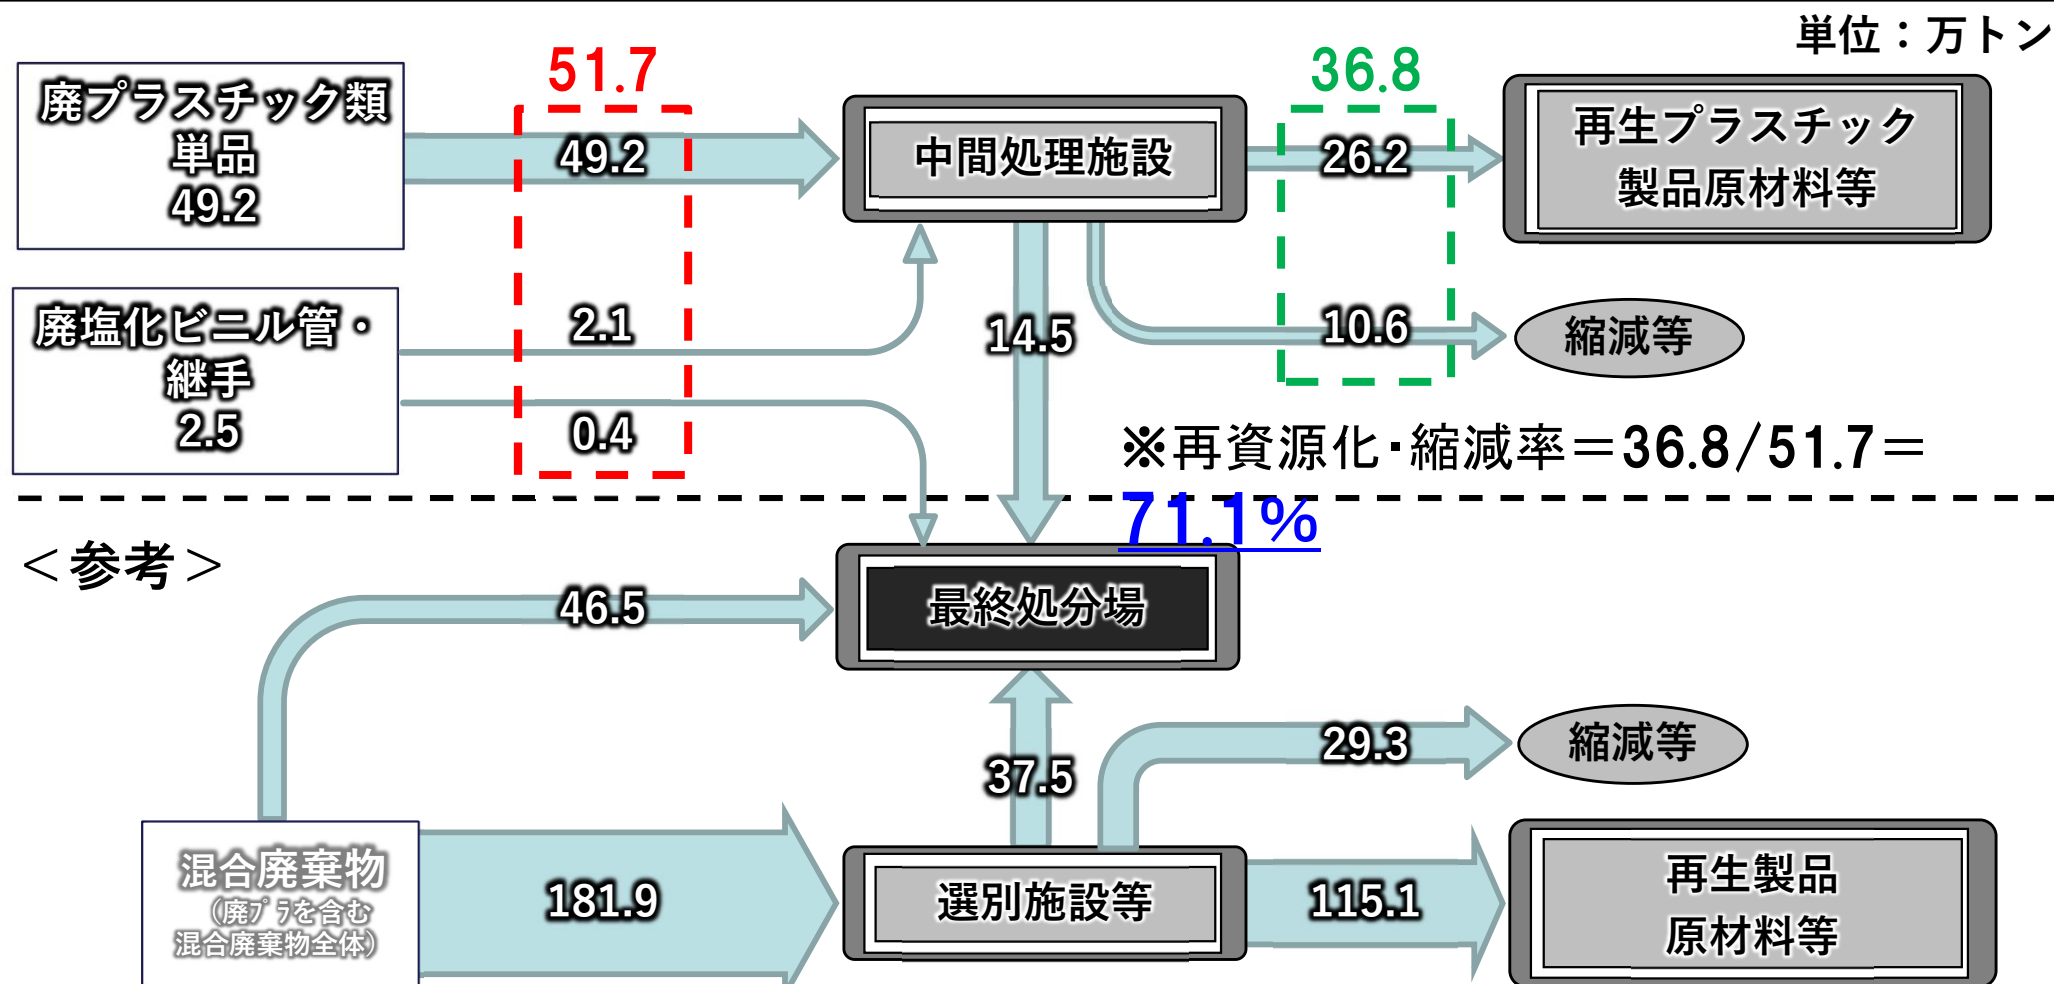 単位：万トン
51.7
36.8
廃プラスチック類
単品
49.2
49.2
中間処理施設
26.2
再生プラスチック
製品原材料等
廃塩化ビニル管・
継手
2.5
2.1
0.4
14.5
10.6
縮減等
※再資源化・縮減率＝36.8/51.7＝
71.1%
＜参考＞
46.5
最終処分場
37.5
29.3
縮減等
混合廃棄物
（廃ﾌﾟﾗを含む
混合廃棄物全体）
181.9
選別施設等
115.1
再生製品
原材料等